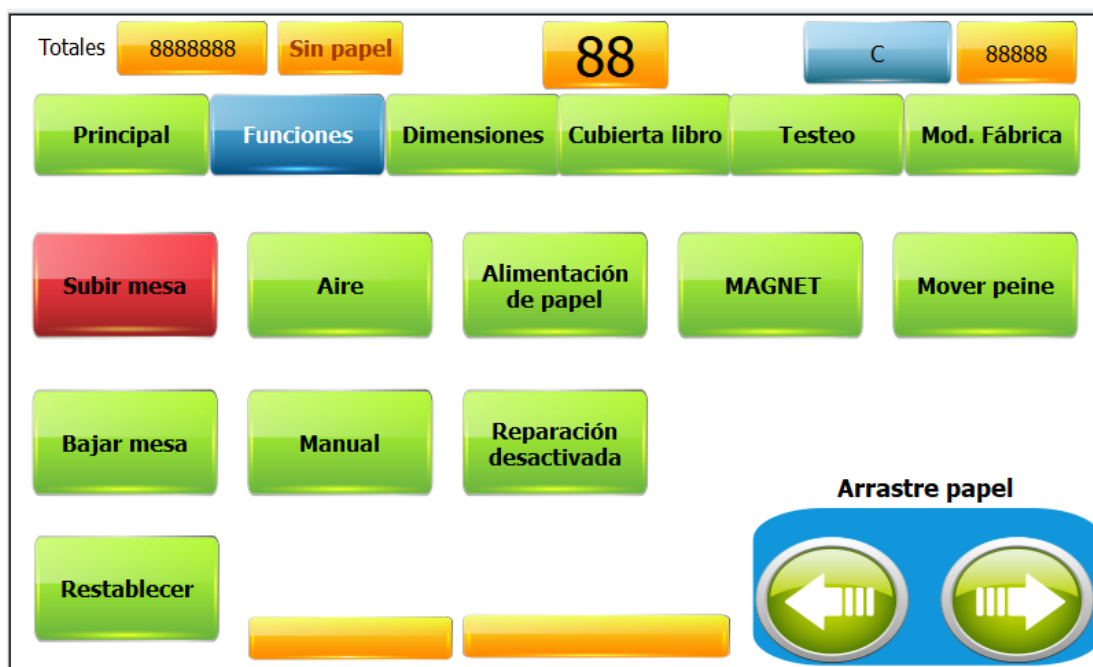 Totales 8888888 Sin papel 88 C 88888
Principal Funciones Dimensiones Cubierta libro Testeo Mod. Fábrica
Subir mesa
Aire
Alimentación
de papel
MAGNET
Mover peine
Bajar mesa
Manual
Reparación
desactivada
Arrastre papel
Restablecer